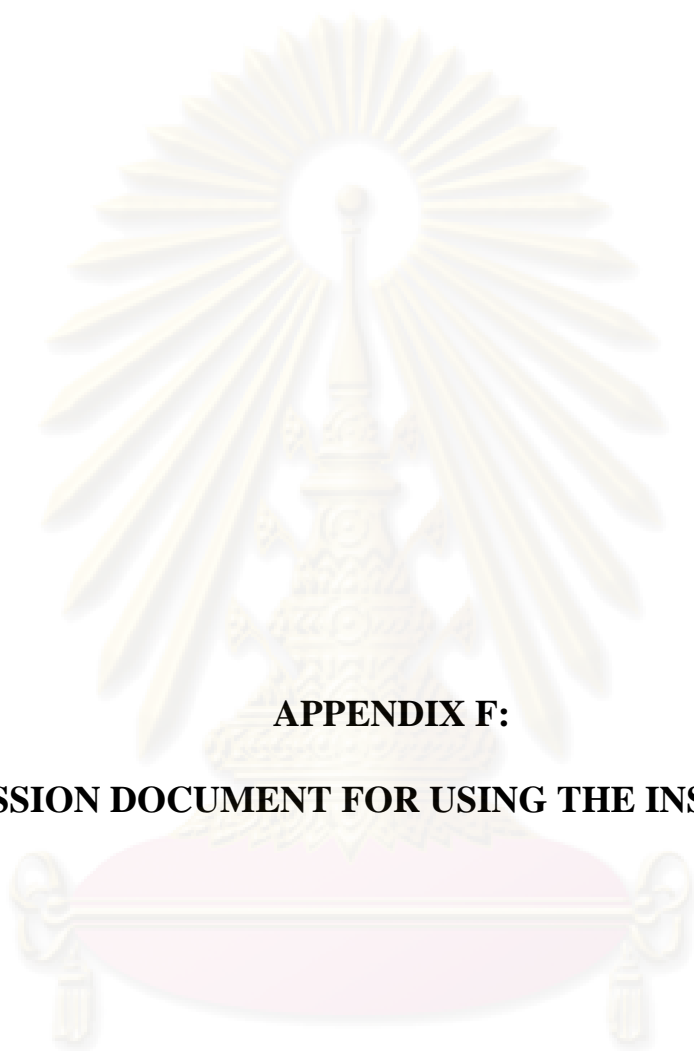 APPENDIX F:
SSION DOCUMENT FOR USING THE INS